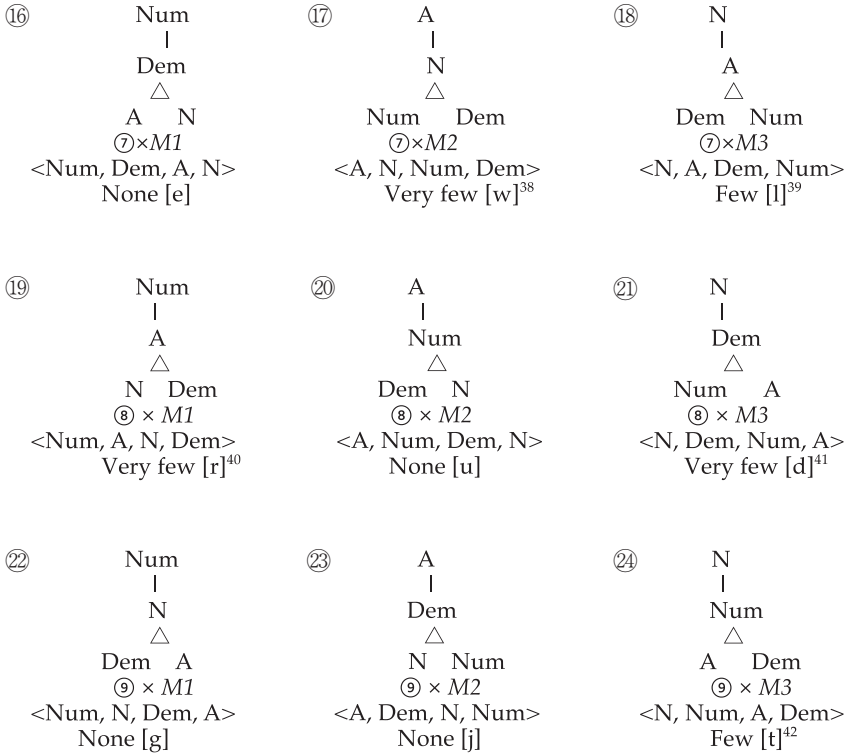 ⑯ Num ⑰ A ⑱ N
Dem N A
A N Num Dem Dem Num
⑦×M1 ⑦×M2 ⑦×M3
<Num, Dem, A, N> <A, N, Num, Dem> <N, A, Dem, Num>
None [e] Very few [w]³⁸ Few [l]³⁹
⑲ Num ⑳ A ㉑ N
A Num Dem
N Dem Dem N Num A
⑧ × M1 ⑧ × M2 ⑧ × M3
<Num, A, N, Dem> <A, Num, Dem, N> <N, Dem, Num, A>
Very few [r]⁴⁰ None [u] Very few [d]⁴¹
㉒ Num ㉓ A ㉔ N
N Dem Num
Dem A N Num A Dem
⑨ × M1 ⑨ × M2 ⑨ × M3
<Num, N, Dem, A> <A, Dem, N, Num> <N, Num, A, Dem>
None [g] None [j] Few [t]⁴²